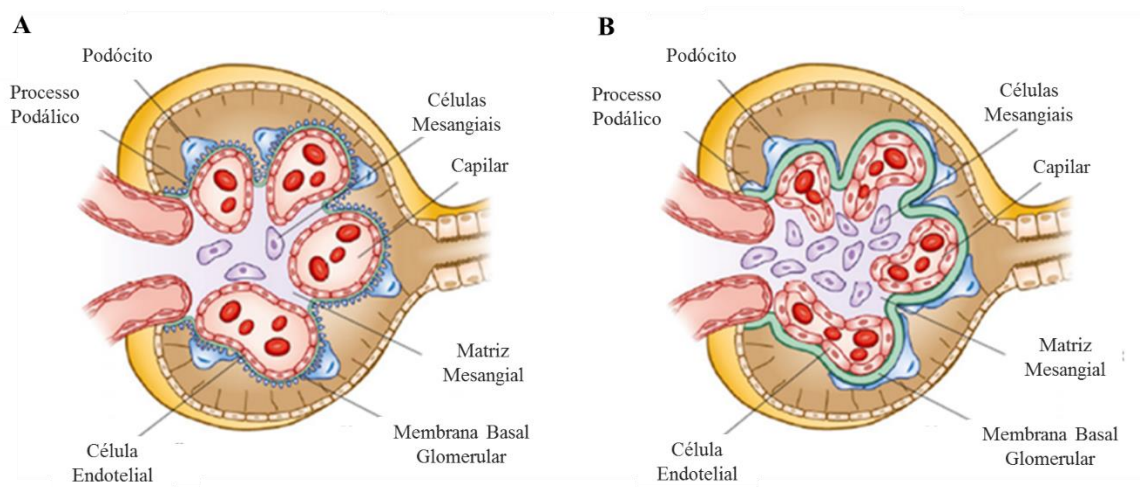 A
Podócito
Processo
Podálico
Células
Mesangiais
Capilar
Matriz
Mesangial
Membrana Basal
Glomerular
Célula
Endotelial
B
Podócito
Processo
Podálico
Células
Mesangiais
Capilar
Matriz
Mesangial
Membrana Basal
Glomerular
Célula
Endotelial